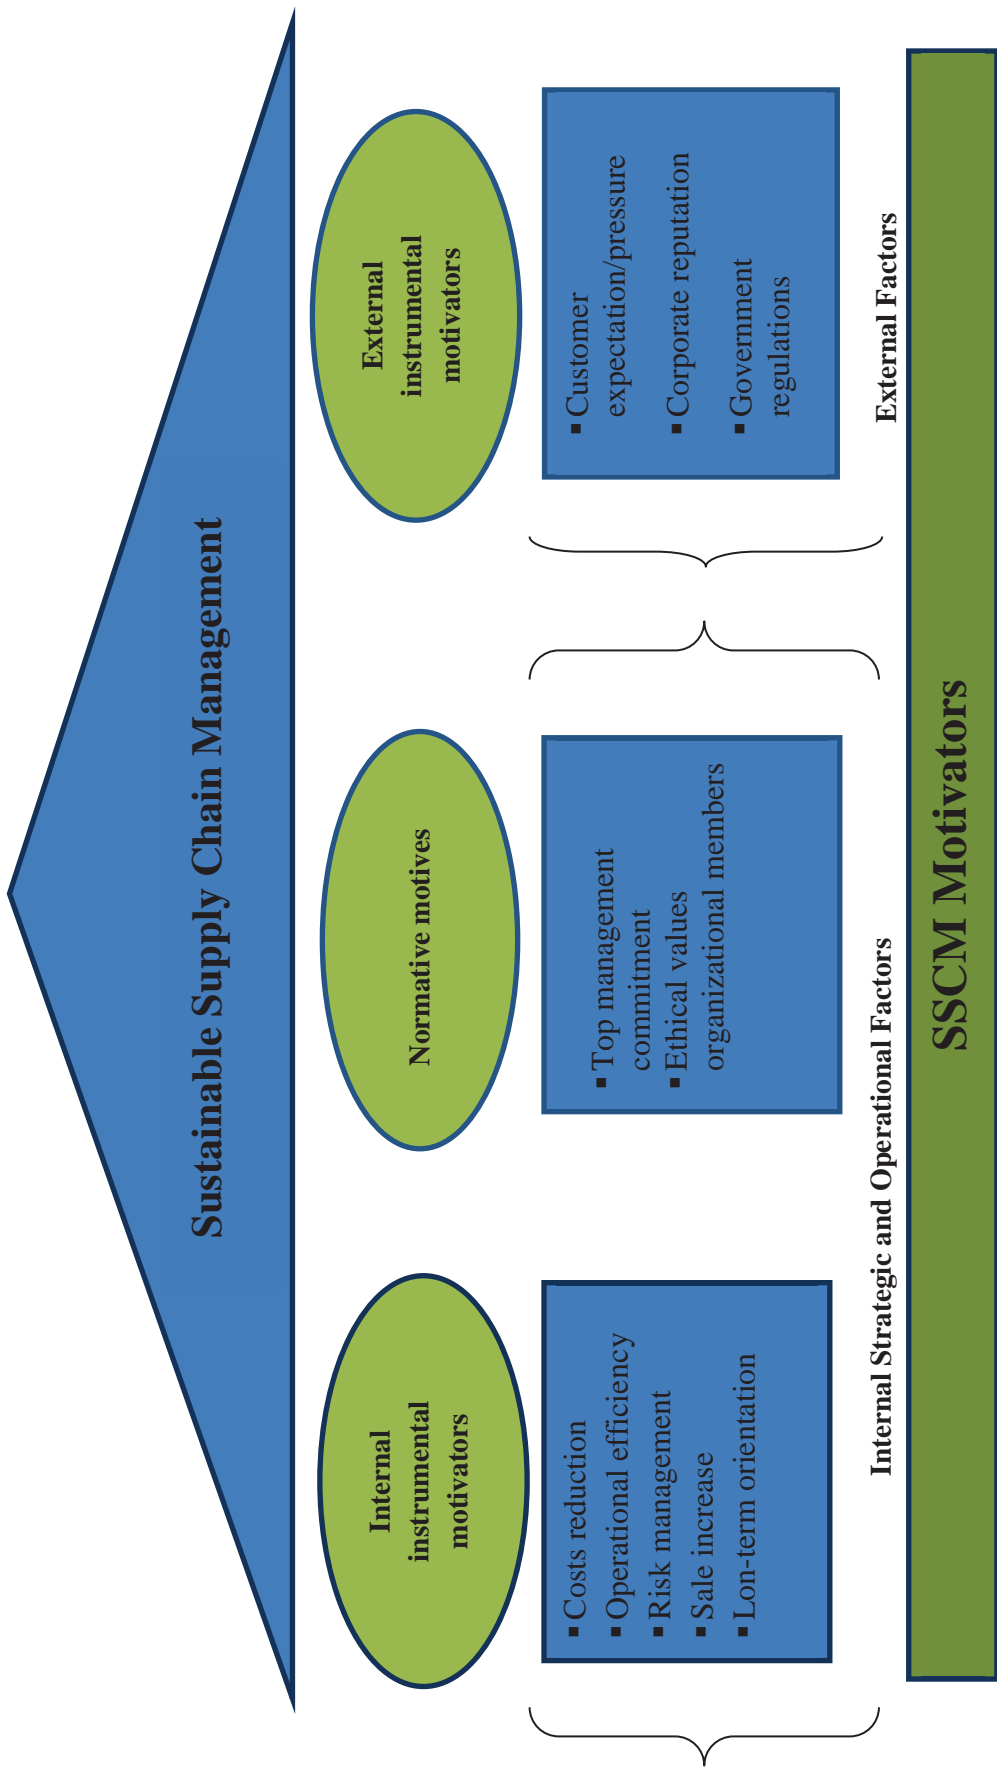 Sustainable Supply Chain Management
Internal
instrumental
motivators
Normative motives
External
instrumental
motivators
▪ Costs reduction
▪ Operational efficiency
▪ Risk management
▪ Sale increase
▪ Lon-term orientation
▪ Top management
commitment
▪ Ethical values
organizational members
▪ Customer
expectation/pressure
▪ Corporate reputation
▪ Government
regulations
Internal Strategic and Operational Factors
External Factors
SSCM Motivators